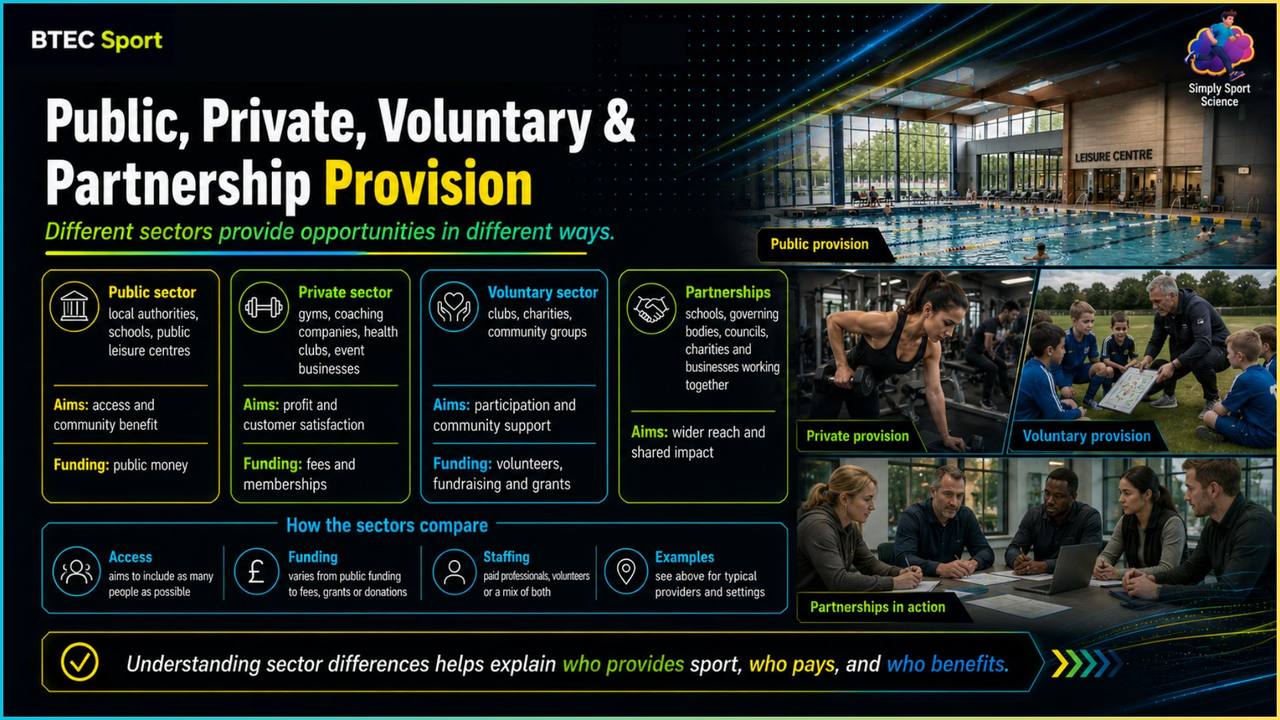 BTEC Sport
Simply Sport
Science
Public, Private, Voluntary &
Partnership Provision
Different sectors provide opportunities in different ways.
LEISURE CENTRE
Public provision
Public sector
local authorities,
schools, public
leisure centres
Aims: access and
community benefit
Funding: public money
Private sector
gyms, coaching
companies, health
clubs, event
businesses
Aims: profit and
customer satisfaction
Funding: fees and
memberships
Voluntary sector
clubs, charities,
community groups
Aims: participation and
community support
Funding: volunteers,
fundraising and grants
Partnerships
schools, governing
bodies, councils,
charities and
businesses working
together
Aims: wider reach and
shared impact
Private provision
Voluntary provision
How the sectors compare
Access
aims to include as many
people as possible
£
Funding
varies from public funding
to fees, grants or donations
Staffing
paid professionals, volunteers
or a mix of both
Examples
see above for typical
providers and settings
Partnerships in action
Understanding sector differences helps explain who provides sport, who pays, and who benefits.